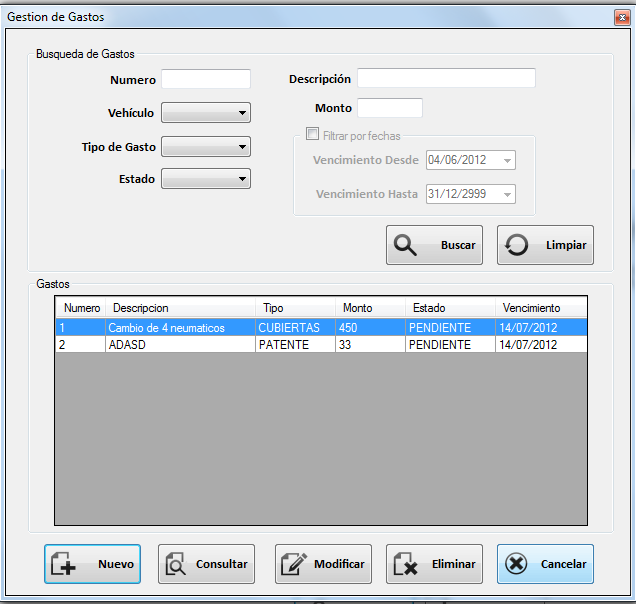 Gestion de Gastos
Busqueda de Gastos
Numero
Descripción
Vehículo
Monto
Tipo de Gasto
Filtrar por fechas
Vencimiento Desde 04/06/2012
Estado
Vencimiento Hasta 31/12/2999
Buscar Limpiar
Gastos
Numero Descripcion Tipo Monto Estado Vencimiento
1 Cambio de 4 neumaticos CUBIERTAS 450 PENDIENTE 14/07/2012
2 ADASD PATENTE 33 PENDIENTE 14/07/2012
Nuevo Consultar Modificar Eliminar Cancelar